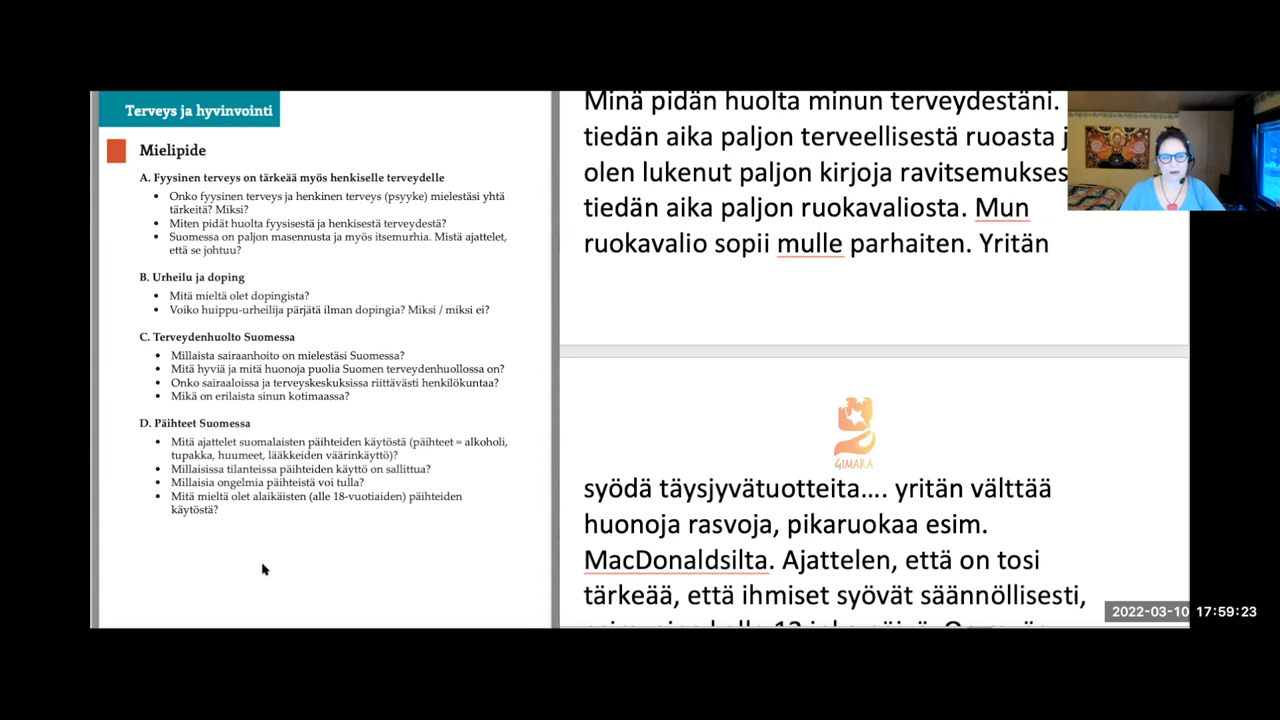 Terveys ja hyvinvointi
Mielipide
A. Fyysinen terveys on tärkeää myös henkiselle terveydelle
• Onko fyysinen terveys ja henkinen terveys (psyyke) mielestäsi yhtä
tärkeitä? Miksi?
• Miten pidät huolta fyysisestä ja henkisestä terveydestä?
• Suomessa on paljon masennusta ja myös itsemurhia. Mistä ajattelet,
että se johtuu?
B. Urheilu ja doping
• Mitä mieltä olet dopingista?
• Voiko huippu-urheilija pärjätä ilman dopingia? Miksi / miksi ei?
C. Terveydenhuolto Suomessa
• Millaista sairaanhoito on mielestäsi Suomessa?
• Mitä hyviä ja mitä huonoja puolia Suomen terveydenhuollossa on?
• Onko sairaaloissa ja terveyskeskuksissa riittävästi henkilökuntaa?
• Mikä on erilaista sinun kotimaassa?
D. Päihteet Suomessa
• Mitä ajattelet suomalaisten päihteiden käytöstä (päihteet = alkoholi,
tupakka, huumeet, lääkkeiden väärinkäyttö)?
• Millaisissa tilanteissa päihteiden käyttö on sallittua?
• Millaisia ongelmia päihteistä voi tulla?
• Mitä mieltä olet alaikäisten (alle 18-vuotiaiden) päihteiden
käytöstä?
Minä pidän huolta minun terveydestäni.
tiedän aika paljon terveellisestä ruoasta j
olen lukenut paljon kirjoja ravitsemukses
tiedän aika paljon ruokavaliosta. Mun
ruokavalio sopii mulle parhaiten. Yritän
GIMARA
syödä täysjyvätuotteita.... yritän välttää
huonoja rasvoja, pikaruokaa esim.
MacDonaldsilta. Ajattelen, että on tosi
tärkeää, että ihmiset syövät säännöllisesti,
2022-03-10 17:59:23